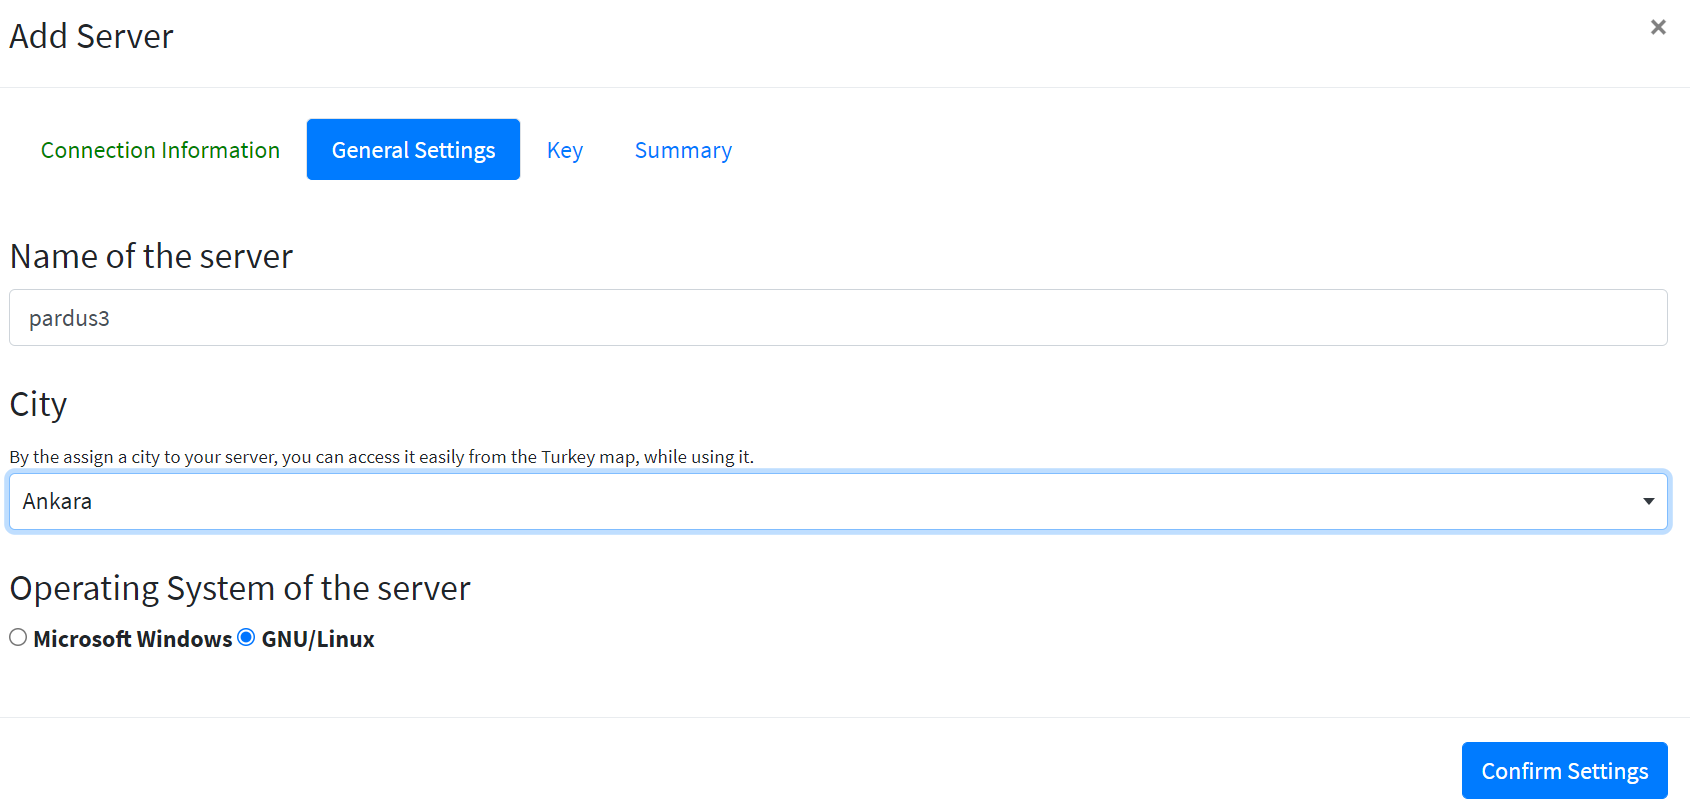 Add Server
×
Connection Information General Settings Key Summary
Name of the server
pardus3
City
By the assign a city to your server, you can access it easily from the Turkey map, while using it.
Ankara
Operating System of the server
Microsoft Windows GNU/Linux
Confirm Settings